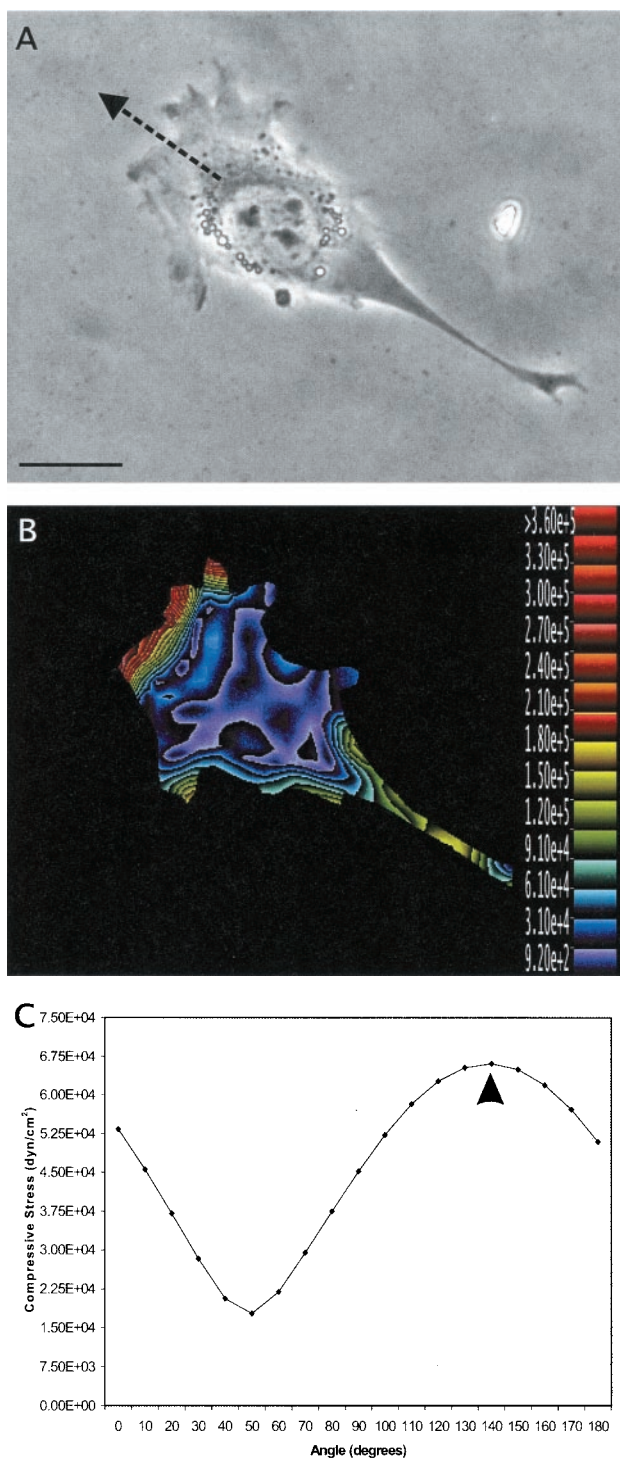 A
B
>3.60e+5
3.30e+5
3.00e+5
2.70e+5
2.40e+5
2.10e+5
1.80e+5
1.50e+5
1.20e+5
9.10e+4
6.10e+4
3.10e+4
9.20e+2
C
7.50E+04
6.75E+04
6.00E+04
5.25E+04
4.50E+04
3.75E+04
3.00E+04
2.25E+04
1.50E+04
7.50E+03
0.00E+00
Compressive Stress (dyn/cm²)
0 10 20 30 40 50 60 70 80 90 100 110 120 130 140 150 160 170 180
Angle (degrees)